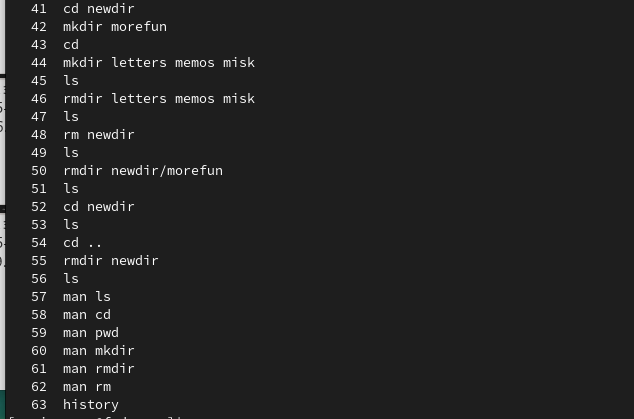 41 cd newdir
42 mkdir morefun
43 cd
44 mkdir letters memos misk
45 ls
46 rmdir letters memos misk
47 ls
48 rm newdir
49 ls
50 rmdir newdir/morefun
51 ls
52 cd newdir
53 ls
54 cd ..
55 rmdir newdir
56 ls
57 man ls
58 man cd
59 man pwd
60 man mkdir
61 man rmdir
62 man rm
63 history